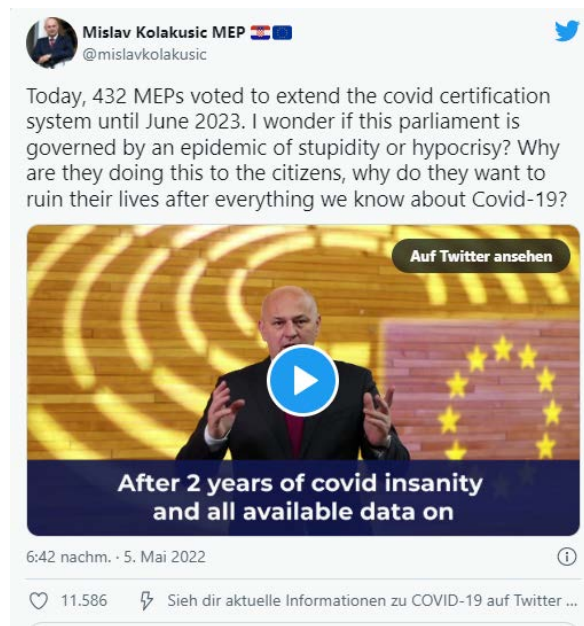 Mislav Kolakusic MEP 🇭🇷🇪🇺
@mislavkolakusic
Today, 432 MEPs voted to extend the covid certification
system until June 2023. I wonder if this parliament is
governed by an epidemic of stupidity or hypocrisy? Why
are they doing this to the citizens, why do they want to
ruin their lives after everything we know about Covid-19?
Auf Twitter ansehen
After 2 years of covid insanity
and all available data on
6:42 nachm. · 5. Mai 2022
11.586 Sieh dir aktuelle Informationen zu COVID-19 auf Twitter ...